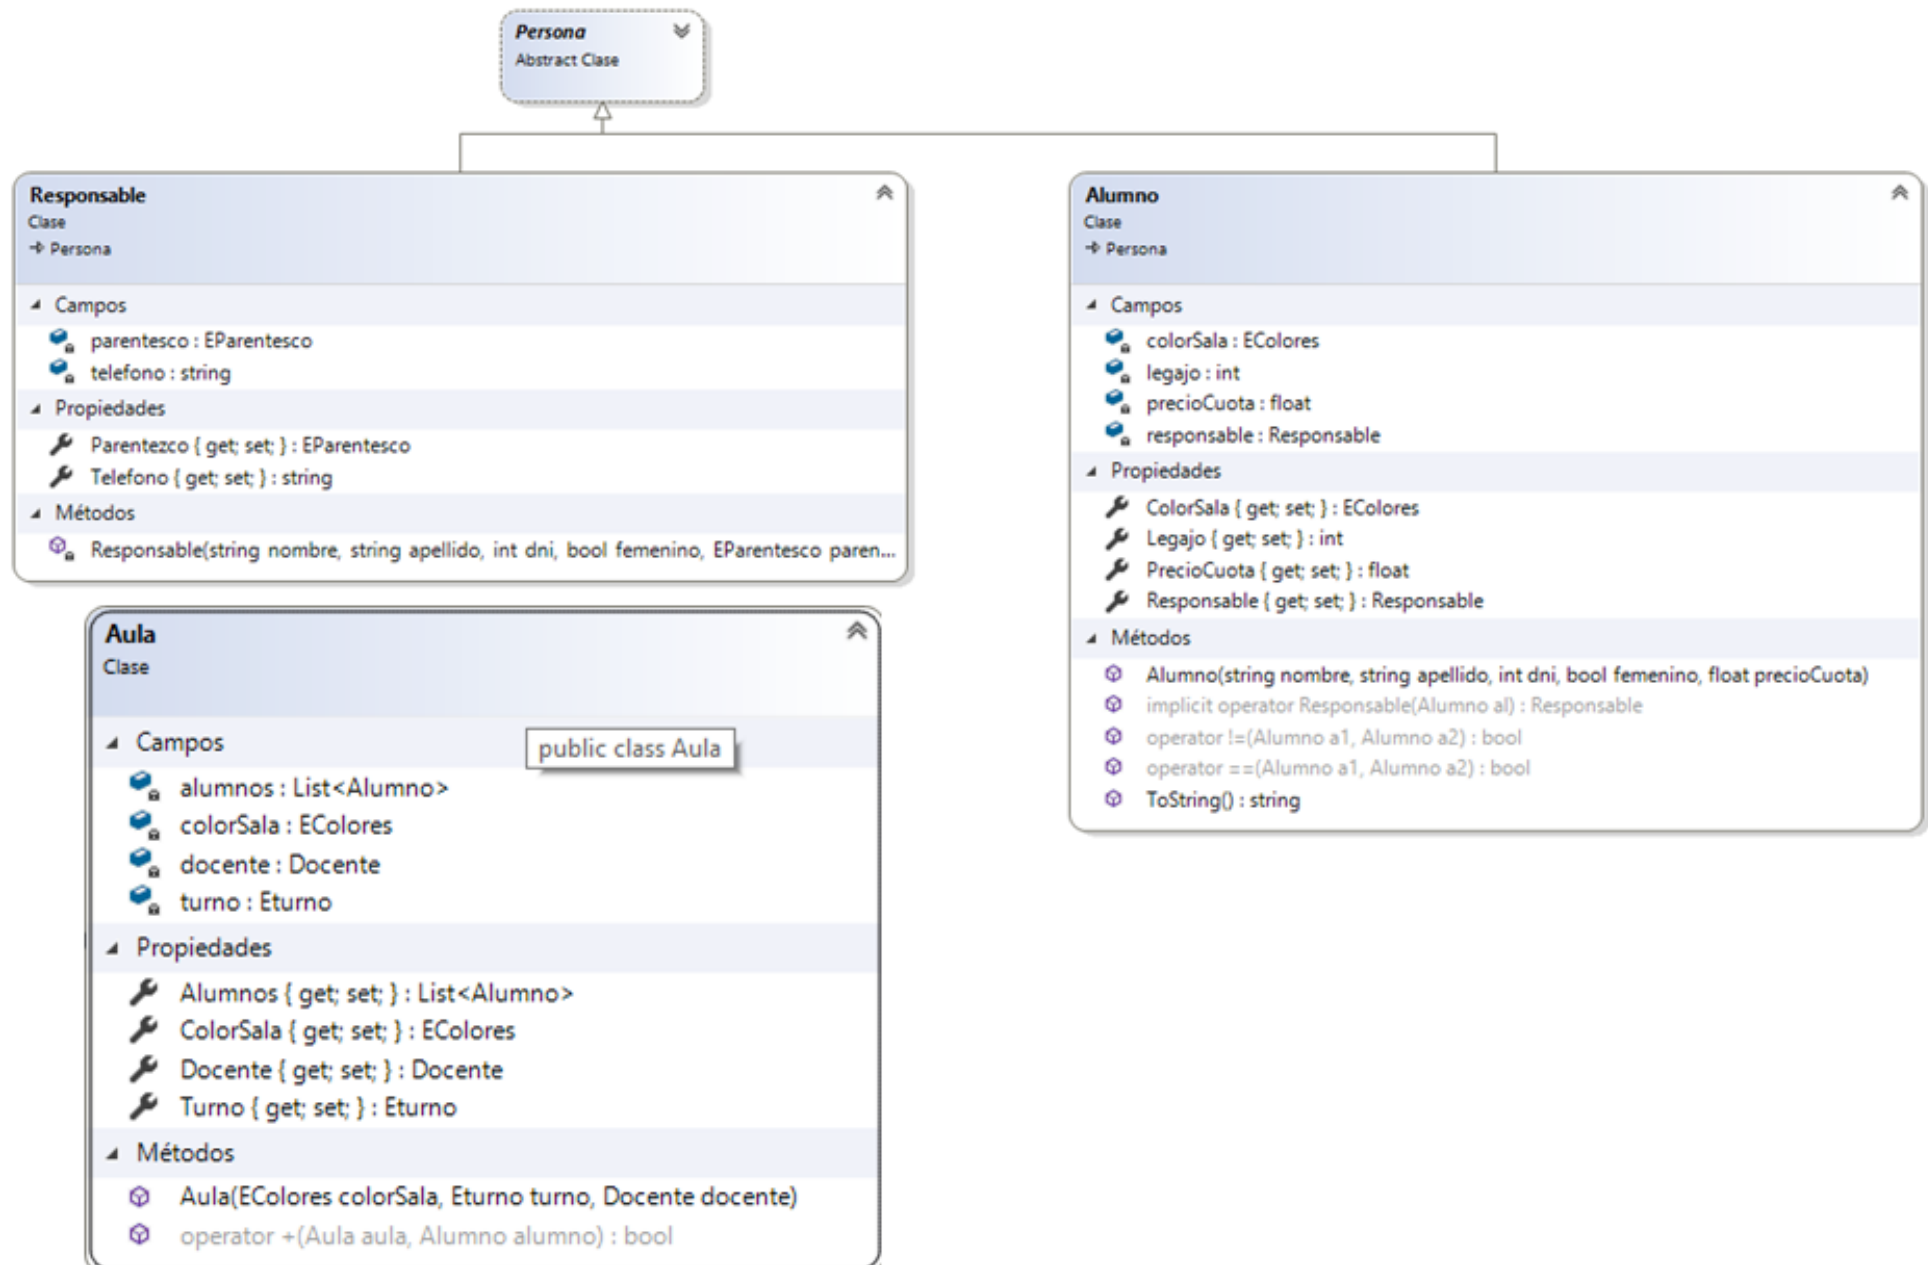 Persona
Abstract Clase
Responsable
Clase
Persona
Campos
parentesco : EParentesco
telefono : string
Propiedades
Parentezco { get; set; } : EParentesco
Telefono { get; set; } : string
Métodos
Responsable(string nombre, string apellido, int dni, bool femenino, EParentesco paren...
Alumno
Clase
Persona
Campos
colorSala : EColores
legajo : int
precioCuota : float
responsable : Responsable
Propiedades
ColorSala { get; set; } : EColores
Legajo { get; set; } : int
PrecioCuota { get; set; } : float
Responsable { get; set; } : Responsable
Métodos
Alumno(string nombre, string apellido, int dni, bool femenino, float precioCuota)
implicit operator Responsable(Alumno al) : Responsable
operator !=(Alumno a1, Alumno a2) : bool
operator ==(Alumno a1, Alumno a2) : bool
ToString() : string
Aula
Clase
public class Aula
Campos
alumnos : List<Alumno>
colorSala : EColores
docente : Docente
turno : Eturno
Propiedades
Alumnos { get; set; } : List<Alumno>
ColorSala { get; set; } : EColores
Docente { get; set; } : Docente
Turno { get; set; } : Eturno
Métodos
Aula(EColores colorSala, Eturno turno, Docente docente)
operator +(Aula aula, Alumno alumno) : bool